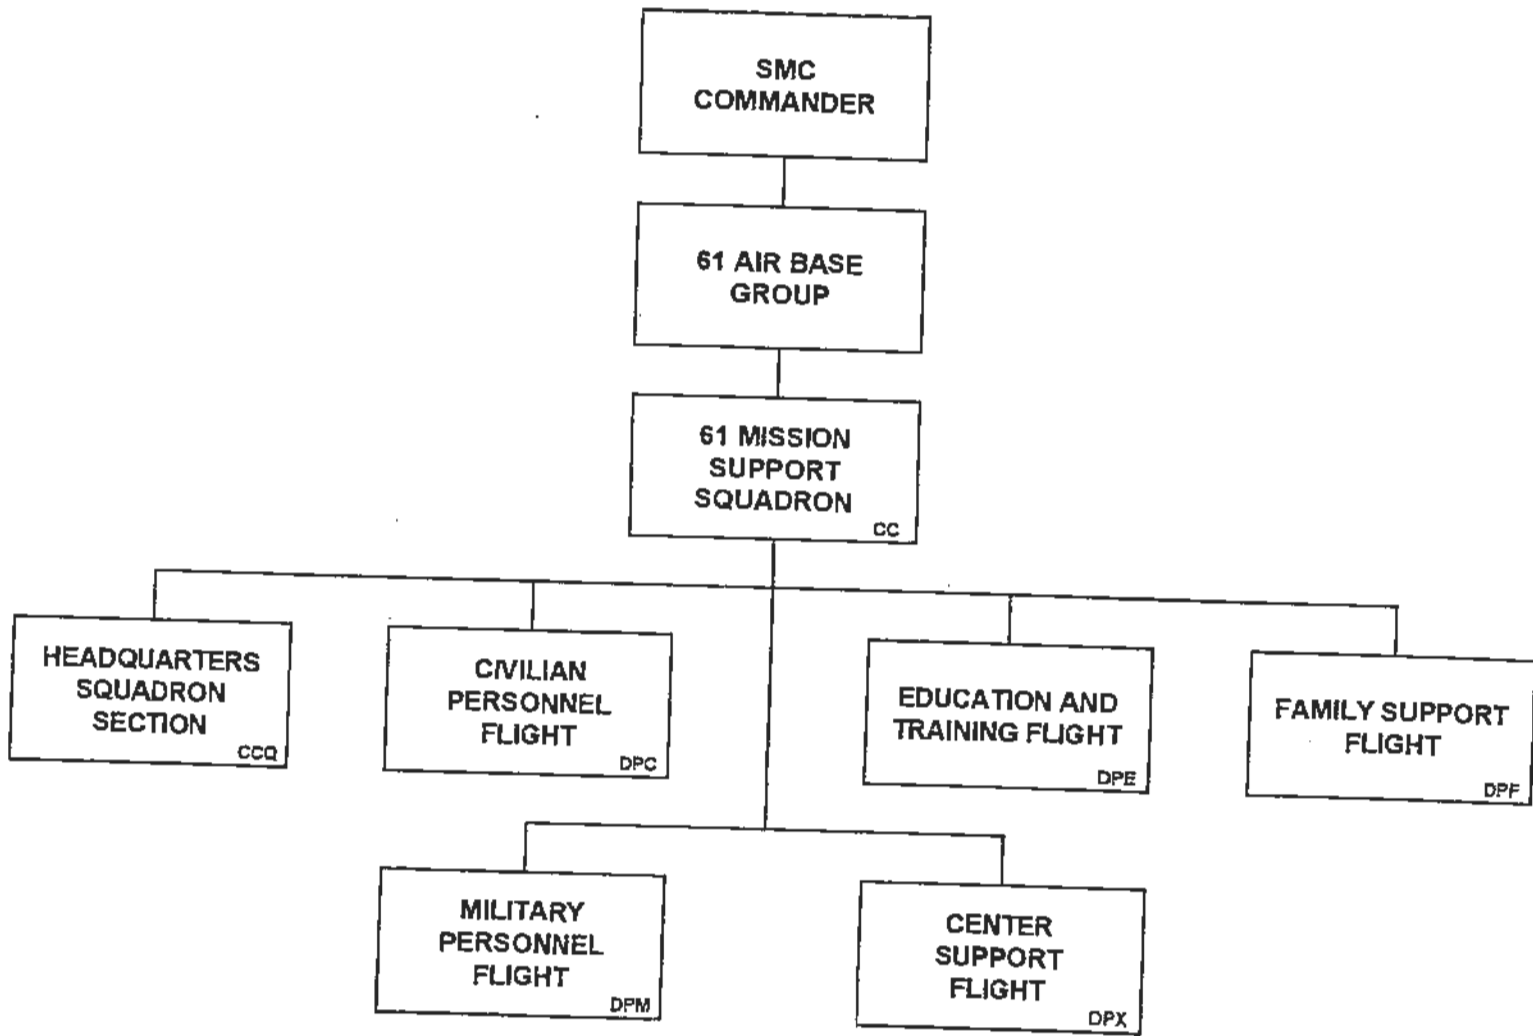 SMC
COMMANDER
61 AIR BASE
GROUP
61 MISSION
SUPPORT
SQUADRON
CC
HEADQUARTERS
SQUADRON
SECTION
CCQ
CIVILIAN
PERSONNEL
FLIGHT
DPC
EDUCATION AND
TRAINING FLIGHT
DPE
FAMILY SUPPORT
FLIGHT
DPF
MILITARY
PERSONNEL
FLIGHT
DPM
CENTER
SUPPORT
FLIGHT
DPX